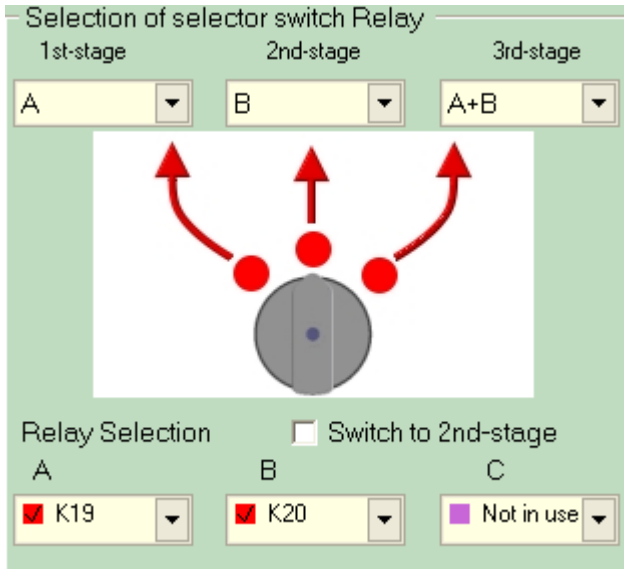 Selection of selector switch Relay
1st-stage 2nd-stage 3rd-stage
A B A+B
Relay Selection Switch to 2nd-stage
A B C
K19 K20 Not in use